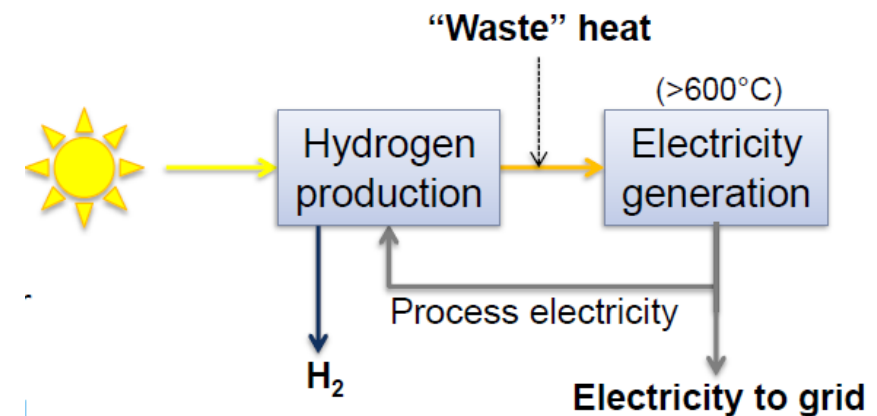 “Waste” heat
(>600°C)
Hydrogen
production
Electricity
generation
Process electricity
H₂
Electricity to grid